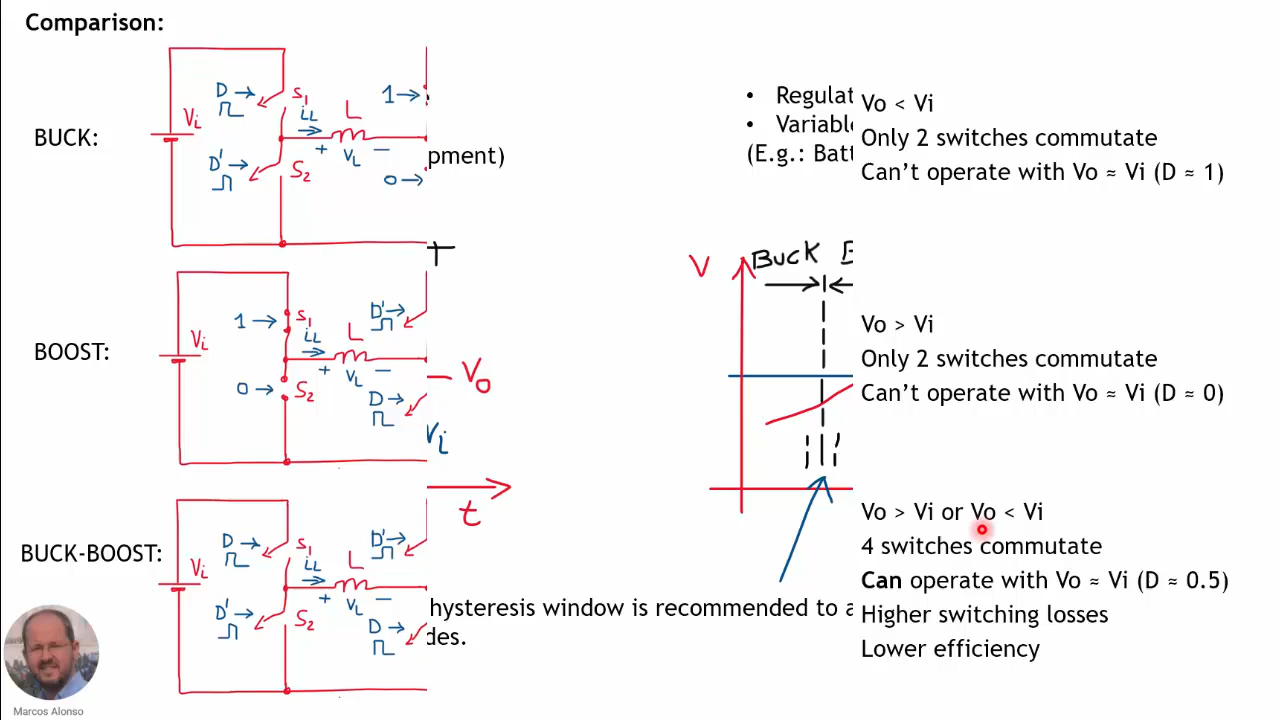 Comparison:
BUCK:
Vi
D
S1
iL
L
+ VL −
D'
S2
1
0
pment)
• Regulat
• Variable
(E.g.: Batt
Vo < Vi
Only 2 switches commutate
Can't operate with Vo ≈ Vi (D ≈ 1)
BOOST:
Vi
1
S1
iL
L
+ VL −
0
S2
D'
D
Vo
Vi
t
V
Buck B
Vo > Vi
Only 2 switches commutate
Can't operate with Vo ≈ Vi (D ≈ 0)
BUCK-BOOST:
Vi
D
S1
iL
L
+ VL −
D'
S2
D'
D
hysteresis window is recommended to a
des.
Vo > Vi or Vo < Vi
4 switches commutate
Can operate with Vo ≈ Vi (D ≈ 0.5)
Higher switching losses
Lower efficiency
Marcos Alonso